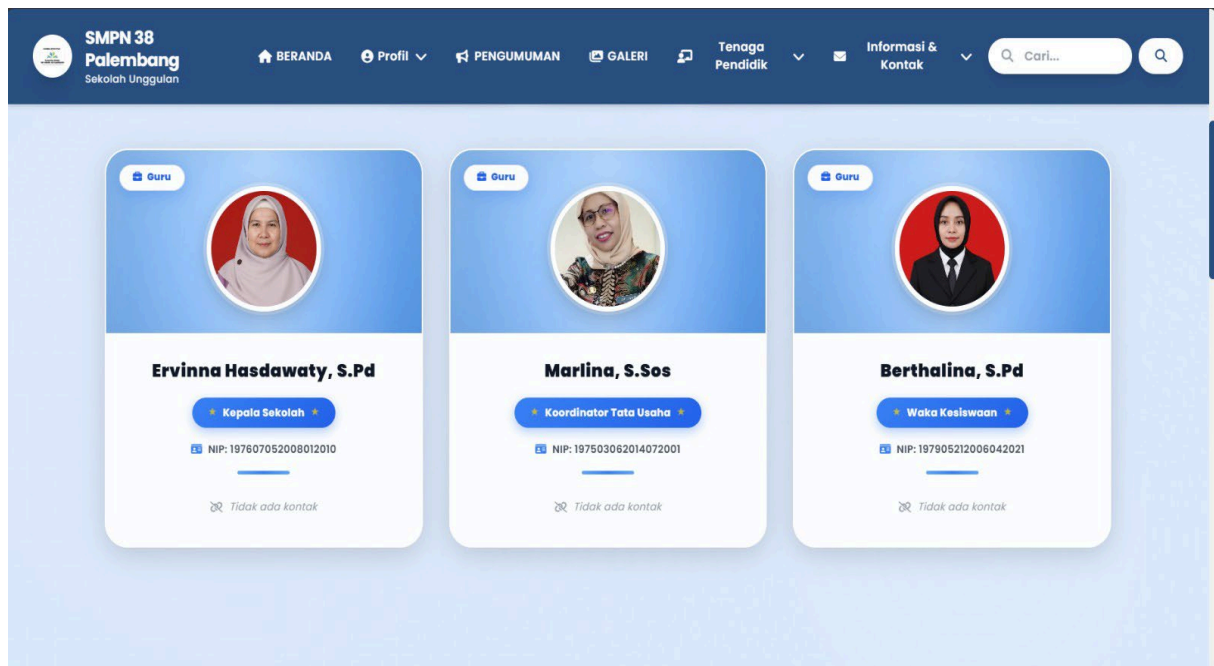 SMPN 38
Palembang
Sekolah Unggulan
BERANDA
Profil
PENGUMUMAN
GALERI
Tenaga
Pendidik
Informasi &
Kontak
Cari...
Guru
Ervinna Hasdawaty, S.Pd
★ Kepala Sekolah ★
NIP: 197607052008012010
Tidak ada kontak
Guru
Marlina, S.Sos
★ Koordinator Tata Usaha ★
NIP: 197503062014072001
Tidak ada kontak
Guru
Berthalina, S.Pd
★ Waka Kesiswaan ★
NIP: 197905212006042021
Tidak ada kontak